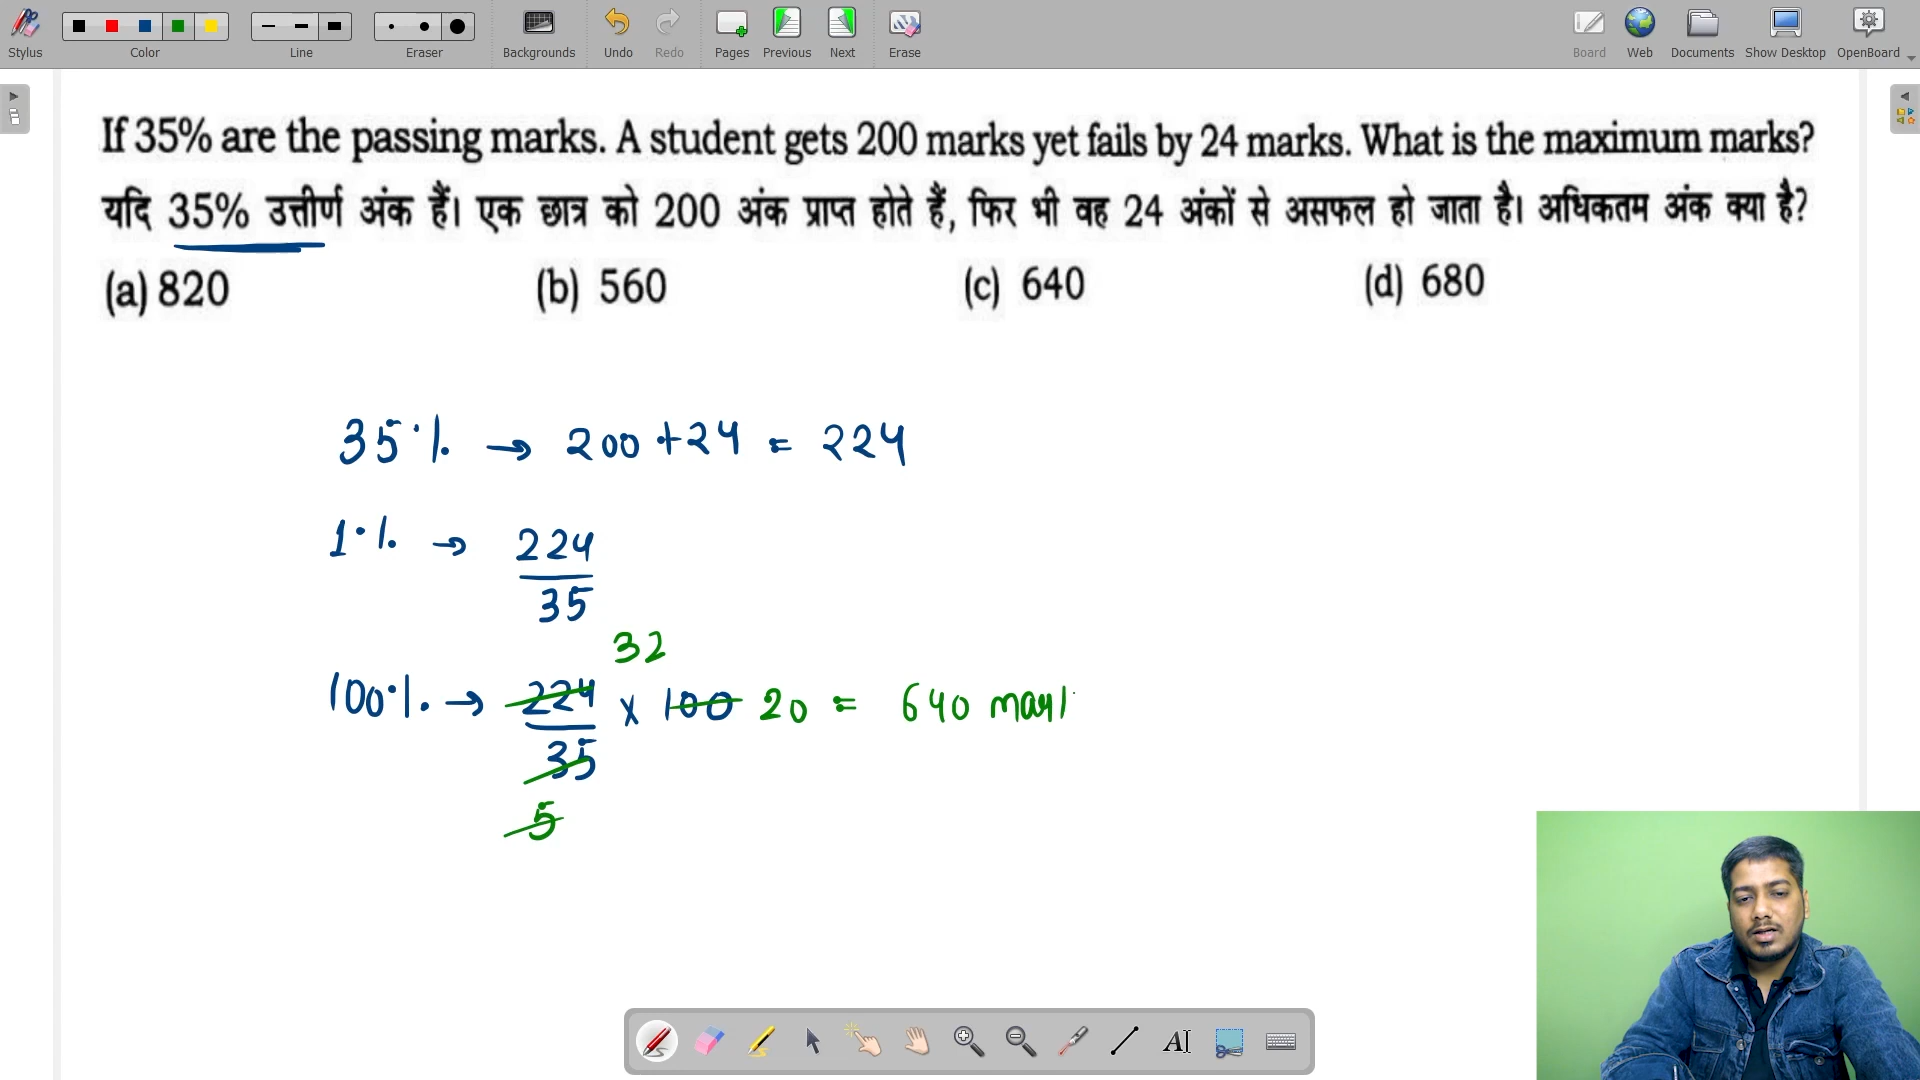 Stylus Color Line Eraser Backgrounds Undo Redo Pages Previous Next Erase Board Web Documents Show Desktop OpenBoard
If 35% are the passing marks. A student gets 200 marks yet fails by 24 marks. What is the maximum marks?
यदि 35% उत्तीर्ण अंक हैं। एक छात्र को 200 अंक प्राप्त होते हैं, फिर भी वह 24 अंकों से असफल हो जाता है। अधिकतम अंक क्या है?
(a) 820 (b) 560 (c) 640 (d) 680
35% → 200 + 24 = 224
1% → 224
35
32
100% → 224 x 100 20 = 640 mark
35
5